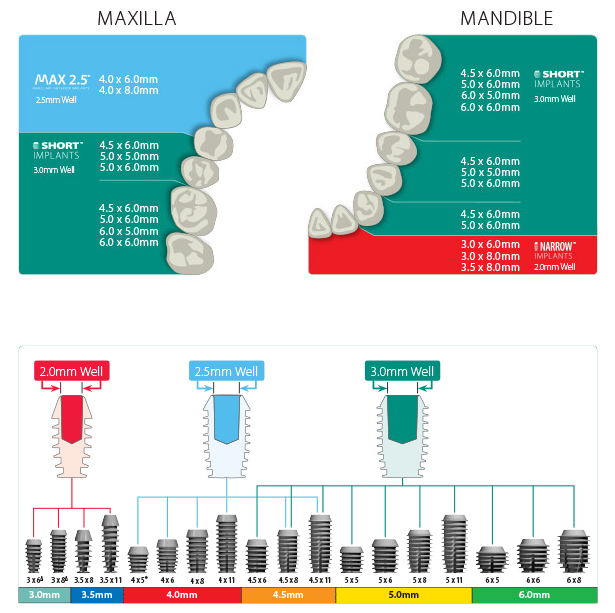 MAXILLA
MAX 2.5™
2.5mm Well
4.0 x 6.0mm
4.0 x 8.0mm
SHORT™
IMPLANTS
3.0mm Well
4.5 x 6.0mm
5.0 x 5.0mm
5.0 x 6.0mm
4.5 x 6.0mm
5.0 x 6.0mm
6.0 x 5.0mm
6.0 x 6.0mm
MANDIBLE
4.5 x 6.0mm
5.0 x 6.0mm
6.0 x 5.0mm
6.0 x 6.0mm
SHORT™
IMPLANTS
3.0mm Well
4.5 x 6.0mm
5.0 x 5.0mm
5.0 x 6.0mm
4.5 x 6.0mm
5.0 x 6.0mm
3.0 x 6.0mm
3.0 x 8.0mm
3.5 x 8.0mm
NARROW™
IMPLANTS
2.0mm Well
2.0mm Well
2.5mm Well
3.0mm Well
3 x 6 3 x 8 3.5 x 8 3.5 x 11 4 x 5* 4 x 6 4 x 8 4 x 11 4.5 x 6 4.5 x 8 4.5 x 11 5 x 5 5 x 6 5 x 8 5 x 11 6 x 5 6 x 6 6 x 8
3.0mm 3.5mm 4.0mm 4.5mm 5.0mm 6.0mm